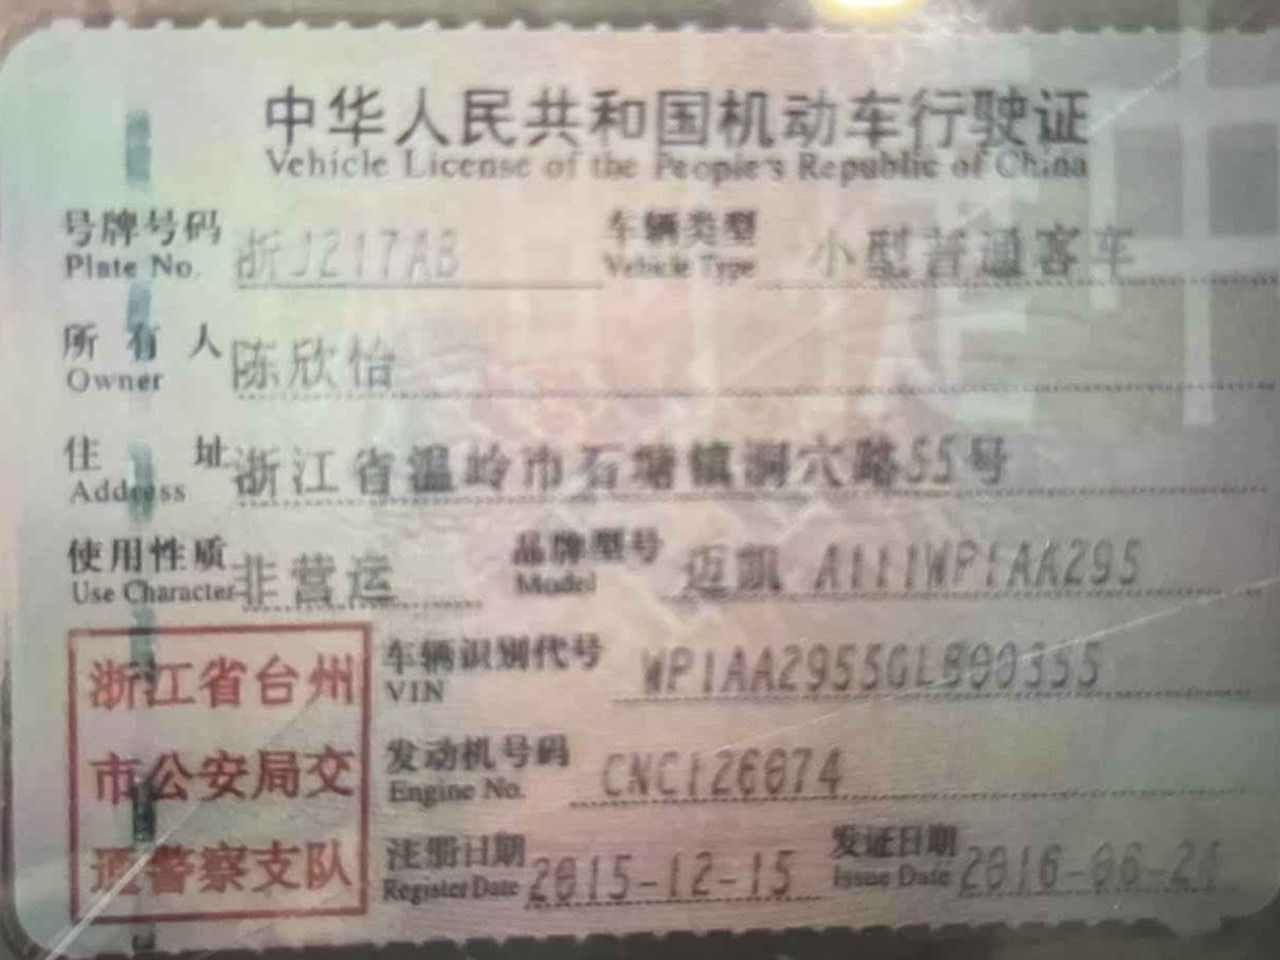 中华人民共和国机动车行驶证
Vehicle License of the People's Republic of China
号牌号码 浙J217AB 车辆类型 小型普通客车
Plate No. Vehicle Type
所有人 陈欣怡
Owner
住址 浙江省温岭市石塘镇洞穴路55号
Address
使用性质 非营运 品牌型号 迈凯 A111WP1AA295
Use Character Model
车辆识别代号
VIN
发动机号码 CNC126874
Engine No.
注册日期 2015-12-15 发证日期
Register Date Issue Date
浙江省台州
市公安局交
通警察支队